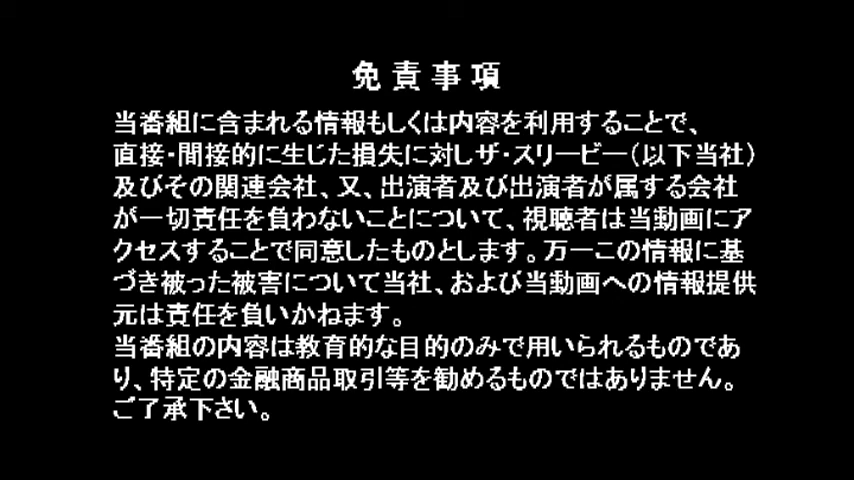 免責事項
当番組に含まれる情報もしくは内容を利用することで、
直接・間接的に生じた損失に対しザ・スリービー（以下当社）
及びその関連会社、又、出演者及び出演者が属する会社
が一切責任を負わないことについて、視聴者は当動画にア
クセスすることで同意したものとします。万一この情報に基
づき被った被害について当社、および当動画への情報提供
元は責任を負いかねます。
当番組の内容は教育的な目的のみで用いられるものであ
り、特定の金融商品取引等を勧めるものではありません。
ご了承下さい。